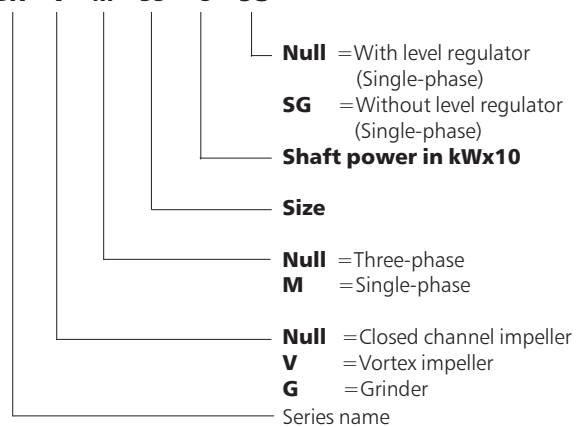 Null =With level regulator
(Single-phase)
SG =Without level regulator
(Single-phase)
Shaft power in kWx10
Size
Null =Three-phase
M =Single-phase
Null =Closed channel impeller
V =Vortex impeller
G =Grinder
Series name